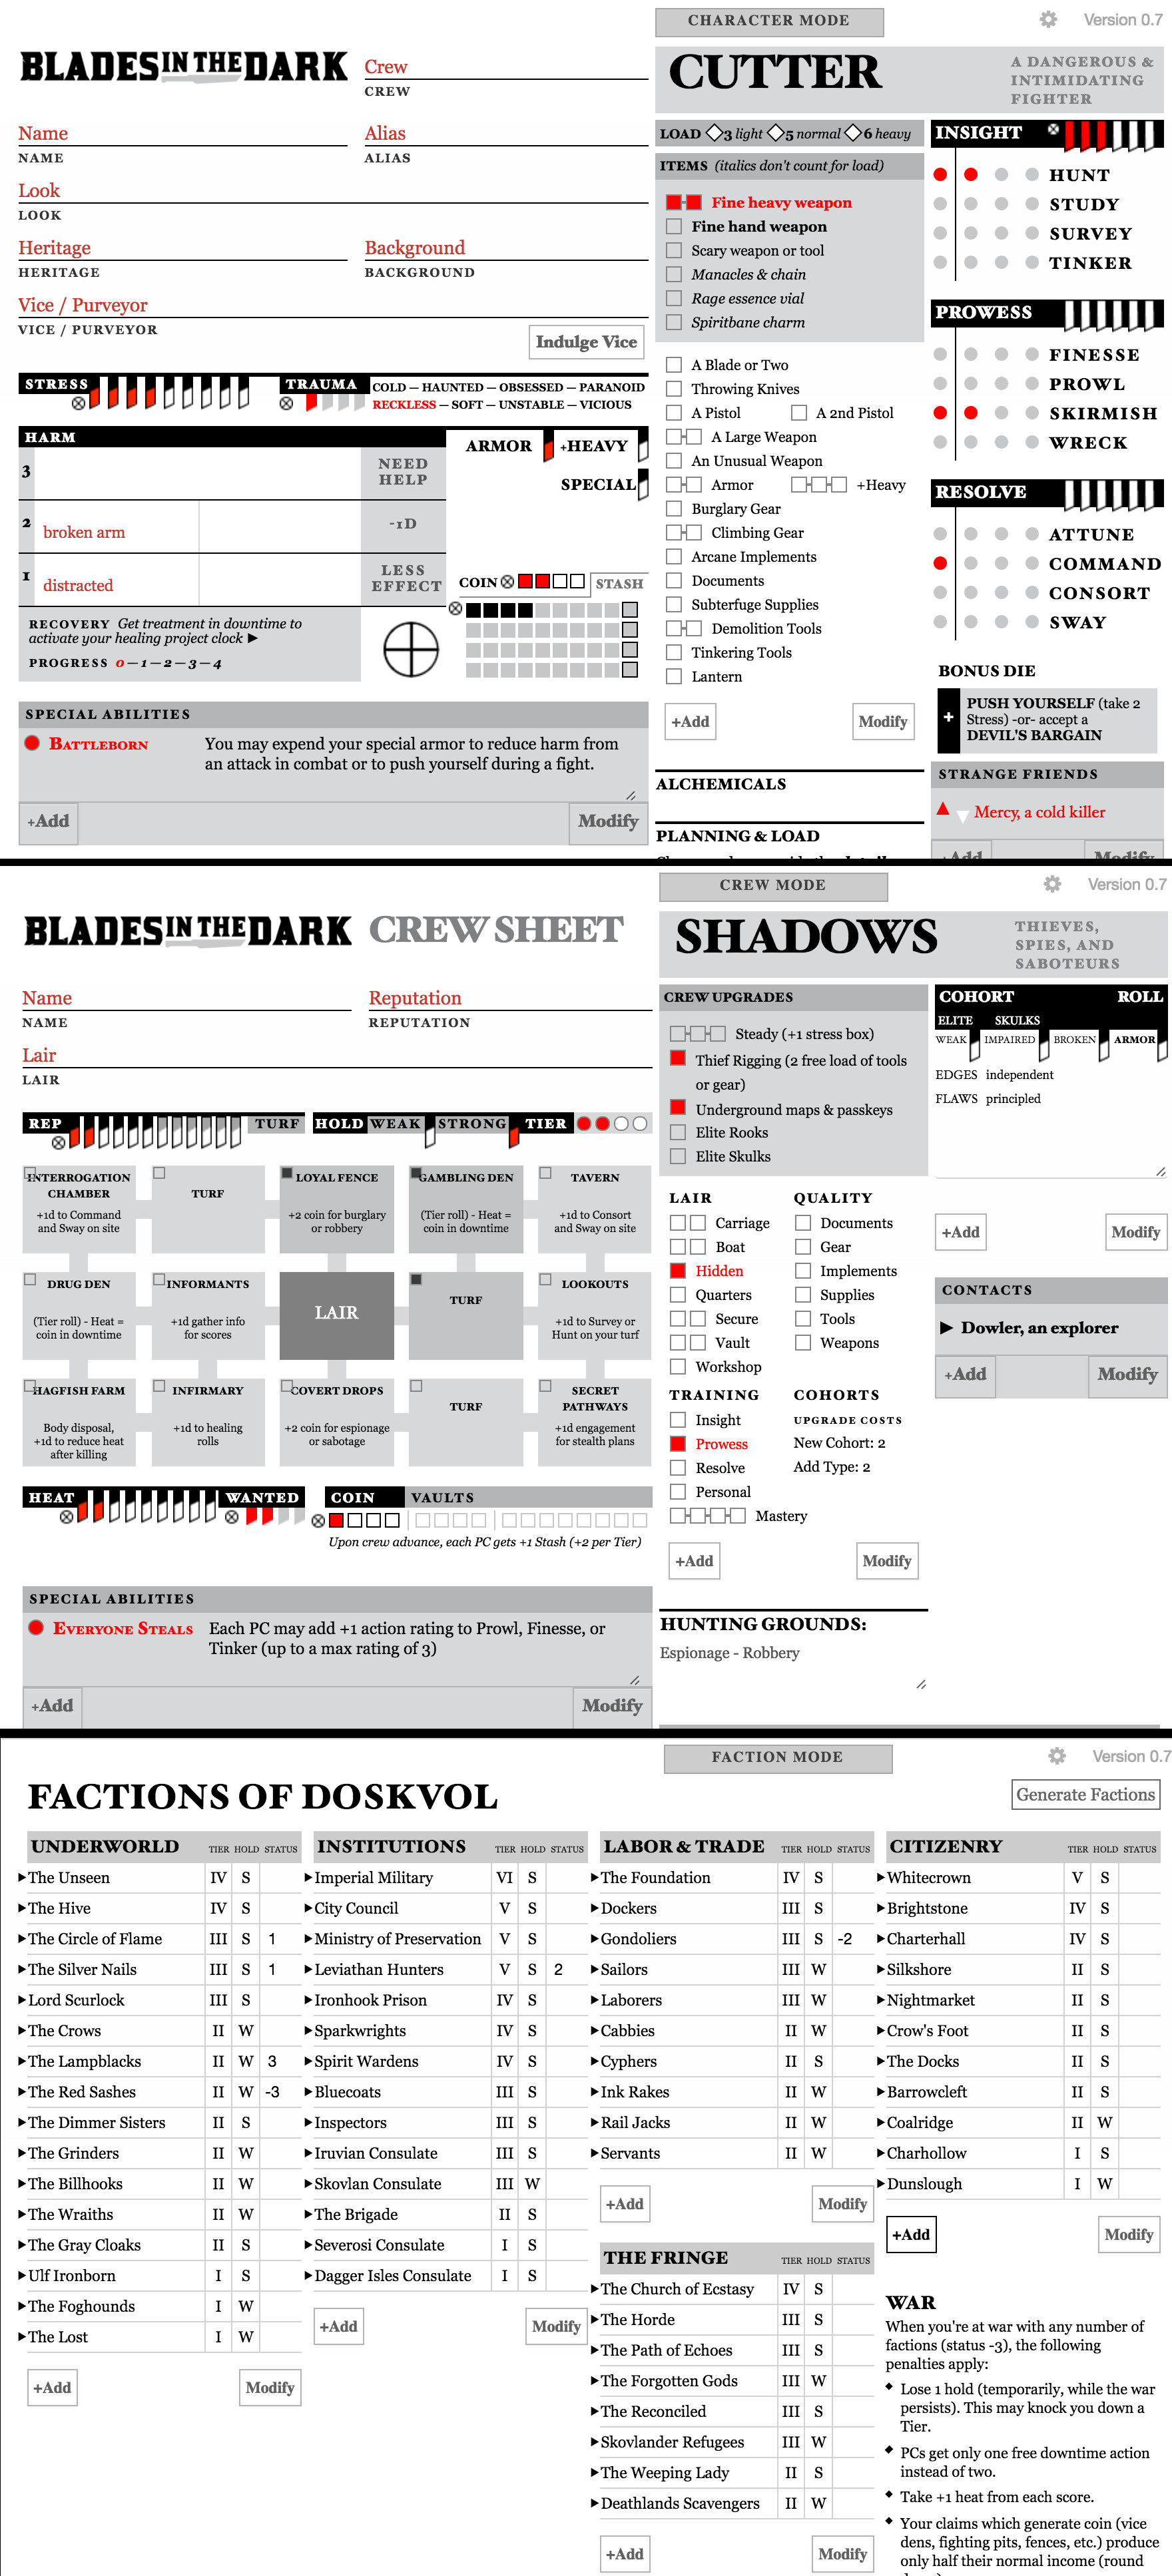 CHARACTER MODE
Version 0.7
BLADES IN THE DARK
Crew
CREW
Name
NAME
Alias
ALIAS
Look
LOOK
Heritage
HERITAGE
Background
BACKGROUND
Vice / Purveyor
VICE / PURVEYOR
Indulge Vice
STRESS
TRAUMA
COLD — HAUNTED — OBSESSED — PARANOID
RECKLESS — SOFT — UNSTABLE — VICIOUS
HARM
3
NEED HELP
2
broken arm
-1D
1
distracted
LESS EFFECT
ARMOR
+HEAVY
SPECIAL
COIN
STASH
RECOVERY Get treatment in downtime to
activate your healing project clock ►
PROGRESS 0 — 1 — 2 — 3 — 4
SPECIAL ABILITIES
BATTLEBORN
You may expend your special armor to reduce harm from
an attack in combat or to push yourself during a fight.
+Add
Modify
CUTTER
A DANGEROUS &
INTIMIDATING
FIGHTER
LOAD 3 light 5 normal 6 heavy
ITEMS (italics don't count for load)
Fine heavy weapon
Fine hand weapon
Scary weapon or tool
Manacles & chain
Rage essence vial
Spiritbane charm
A Blade or Two
Throwing Knives
A Pistol
A 2nd Pistol
A Large Weapon
An Unusual Weapon
Armor
+Heavy
Burglary Gear
Climbing Gear
Arcane Implements
Documents
Subterfuge Supplies
Demolition Tools
Tinkering Tools
Lantern
+Add
Modify
ALCHEMICALS
PLANNING & LOAD
INSIGHT
HUNT
STUDY
SURVEY
TINKER
PROWESS
FINESSE
PROWL
SKIRMISH
WRECK
RESOLVE
ATTUNE
COMMAND
CONSORT
SWAY
BONUS DIE
+
PUSH YOURSELF (take 2
Stress) -or- accept a
DEVIL'S BARGAIN
STRANGE FRIENDS
Mercy, a cold killer
+Add
Modify
CREW MODE
Version 0.7
BLADES IN THE DARK
CREW SHEET
Name
NAME
Reputation
REPUTATION
Lair
LAIR
REP
TURF
HOLD
WEAK
STRONG
TIER
INTERROGATION
CHAMBER
+1d to Command
and Sway on site
TURF
LOYAL FENCE
+2 coin for burglary
or robbery
GAMBLING DEN
(Tier roll) - Heat =
coin in downtime
TAVERN
+1d to Consort
and Sway on site
DRUG DEN
(Tier roll) - Heat =
coin in downtime
INFORMANTS
+1d gather info
for scores
LAIR
TURF
LOOKOUTS
+1d to Survey or
Hunt on your turf
HAGFISH FARM
Body disposal,
+1d to reduce heat
after killing
INFIRMARY
+1d to healing
rolls
COVERT DROPS
+2 coin for espionage
or sabotage
TURF
SECRET
PATHWAYS
+1d engagement
for stealth plans
HEAT
WANTED
COIN
VAULTS
Upon crew advance, each PC gets +1 Stash (+2 per Tier)
SPECIAL ABILITIES
EVERYONE STEALS
Each PC may add +1 action rating to Prowl, Finesse, or
Tinker (up to a max rating of 3)
+Add
Modify
SHADOWS
THIEVES,
SPIES, AND
SABOTEURS
CREW UPGRADES
Steady (+1 stress box)
Thief Rigging (2 free load of tools
or gear)
Underground maps & passkeys
Elite Rooks
Elite Skulks
LAIR
Carriage
Boat
Hidden
Quarters
Secure
Vault
Workshop
QUALITY
Documents
Gear
Implements
Supplies
Tools
Weapons
TRAINING
Insight
Prowess
Resolve
Personal
Mastery
COHORTS
UPGRADE COSTS
New Cohort: 2
Add Type: 2
+Add
Modify
HUNTING GROUNDS:
Espionage - Robbery
COHORT
ROLL
ELITE
SKULKS
WEAK
IMPAIRED
BROKEN
ARMOR
EDGES independent
FLAWS principled
+Add
Modify
CONTACTS
► Dowler, an explorer
+Add
Modify
FACTION MODE
Version 0.7
FACTIONS OF DOSKVOL
Generate Factions
UNDERWORLD TIER HOLD STATUS
The Unseen IV S
The Hive IV S
The Circle of Flame III S 1
The Silver Nails III S 1
Lord Scurlock III S
The Crows II W
The Lampblacks II W 3
The Red Sashes II W -3
The Dimmer Sisters II S
The Grinders II W
The Billhooks II W
The Wraiths II W
The Gray Cloaks II S
Ulf Ironborn I S
The Foghounds I W
The Lost I W
+Add
Modify
INSTITUTIONS TIER HOLD STATUS
Imperial Military VI S
City Council V S
Ministry of Preservation V S
Leviathan Hunters V S 2
Ironhook Prison IV S
Sparkwrights IV S
Spirit Wardens IV S
Bluecoats III S
Inspectors III S
Iruvian Consulate III S
Skovlan Consulate III W
The Brigade II S
Severosi Consulate I S
Dagger Isles Consulate I S
+Add
Modify
LABOR & TRADE TIER HOLD STATUS
The Foundation IV S
Dockers III S
Gondoliers III S -2
Sailors III W
Laborers III W
Cabbies II W
Cyphers II S
Ink Rakes II W
Rail Jacks II W
Servants II W
+Add
Modify
THE FRINGE TIER HOLD STATUS
The Church of Ecstasy IV S
The Horde III S
The Path of Echoes III S
The Forgotten Gods III W
The Reconciled III S
Skovlander Refugees III W
The Weeping Lady II S
Deathlands Scavengers II W
+Add
Modify
CITIZENRY TIER HOLD STATUS
Whitecrown V S
Brightstone IV S
Charterhall IV S
Silkshore II S
Nightmarket II S
Crow's Foot II S
The Docks II S
Barrowcleft II S
Coalridge II W
Charhollow I S
Dunslough I W
+Add
Modify
WAR
When you're at war with any number of
factions (status -3), the following
penalties apply:
Lose 1 hold (temporarily, while the war
persists). This may knock you down a
Tier.
PCs get only one free downtime action
instead of two.
Take +1 heat from each score.
Your claims which generate coin (vice
dens, fighting pits, fences, etc.) produce
only half their normal income (round